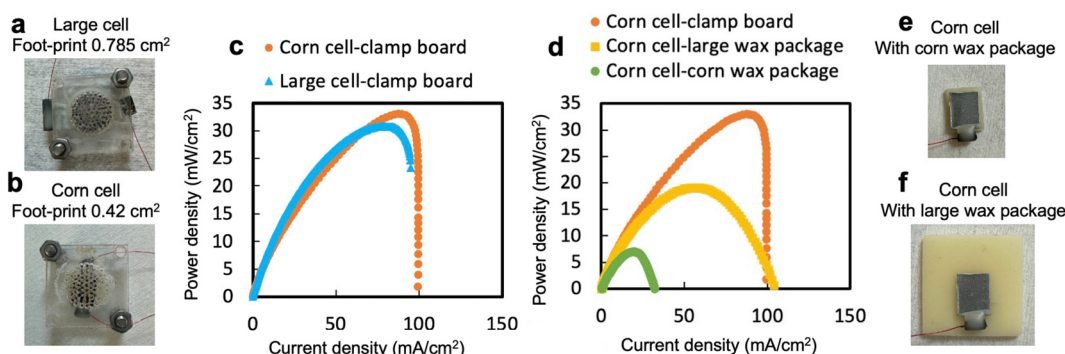 a
Large cell
Foot-print 0.785 cm²
b
Corn cell
Foot-print 0.42 cm²
c
Corn cell-clamp board
Large cell-clamp board
Power density (mW/cm²)
35
30
25
20
15
10
5
0
0 50 100 150
Current density (mA/cm²)
d
Corn cell-clamp board
Corn cell-large wax package
Corn cell-corn wax package
Power density (mW/cm²)
35
30
25
20
15
10
5
0
0 50 100 150
Current density (mA/cm²)
e
Corn cell
With corn wax package
f
Corn cell
With large wax package